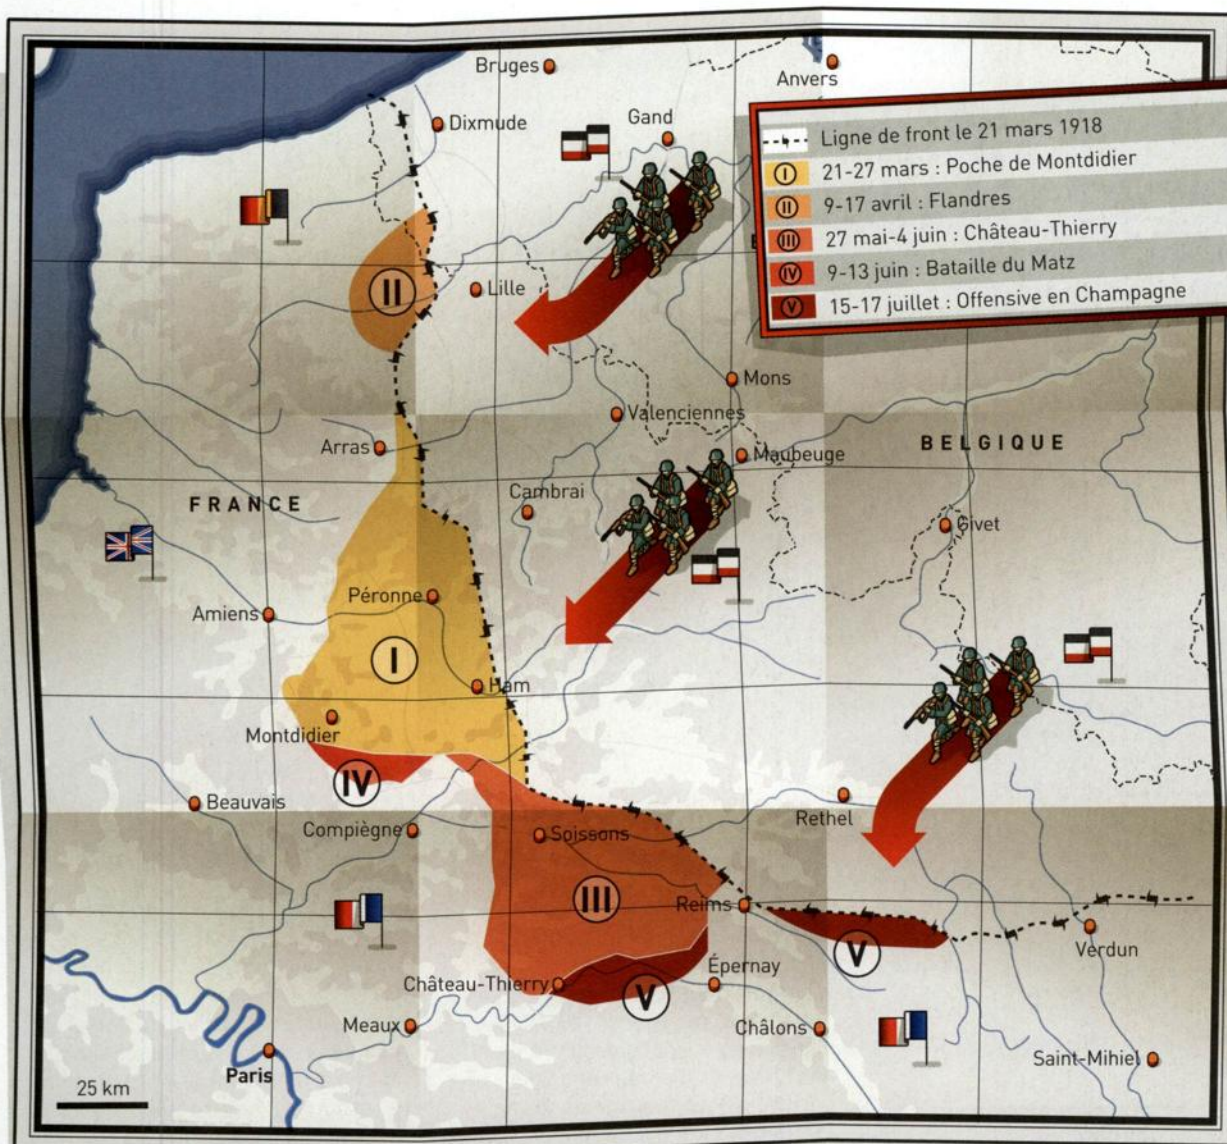 Bruges
Anvers
Dixmude
Gand
Ligne de front le 21 mars 1918
I 21-27 mars : Poche de Montdidier
II 9-17 avril : Flandres
III 27 mai-4 juin : Château-Thierry
IV 9-13 juin : Bataille du Matz
V 15-17 juillet : Offensive en Champagne
II
Lille
Mons
Valenciennes
Arras
Maubeuge
BELGIQUE
FRANCE
Cambrai
Givet
Péronne
Amiens
I
Ham
Montdidier
IV
Beauvais
Rethel
Compiègne
Soissons
III
Reims
V
Verdun
Château-Thierry
V
Épernay
Meaux
Châlons
Paris
Saint-Mihiel
25 km